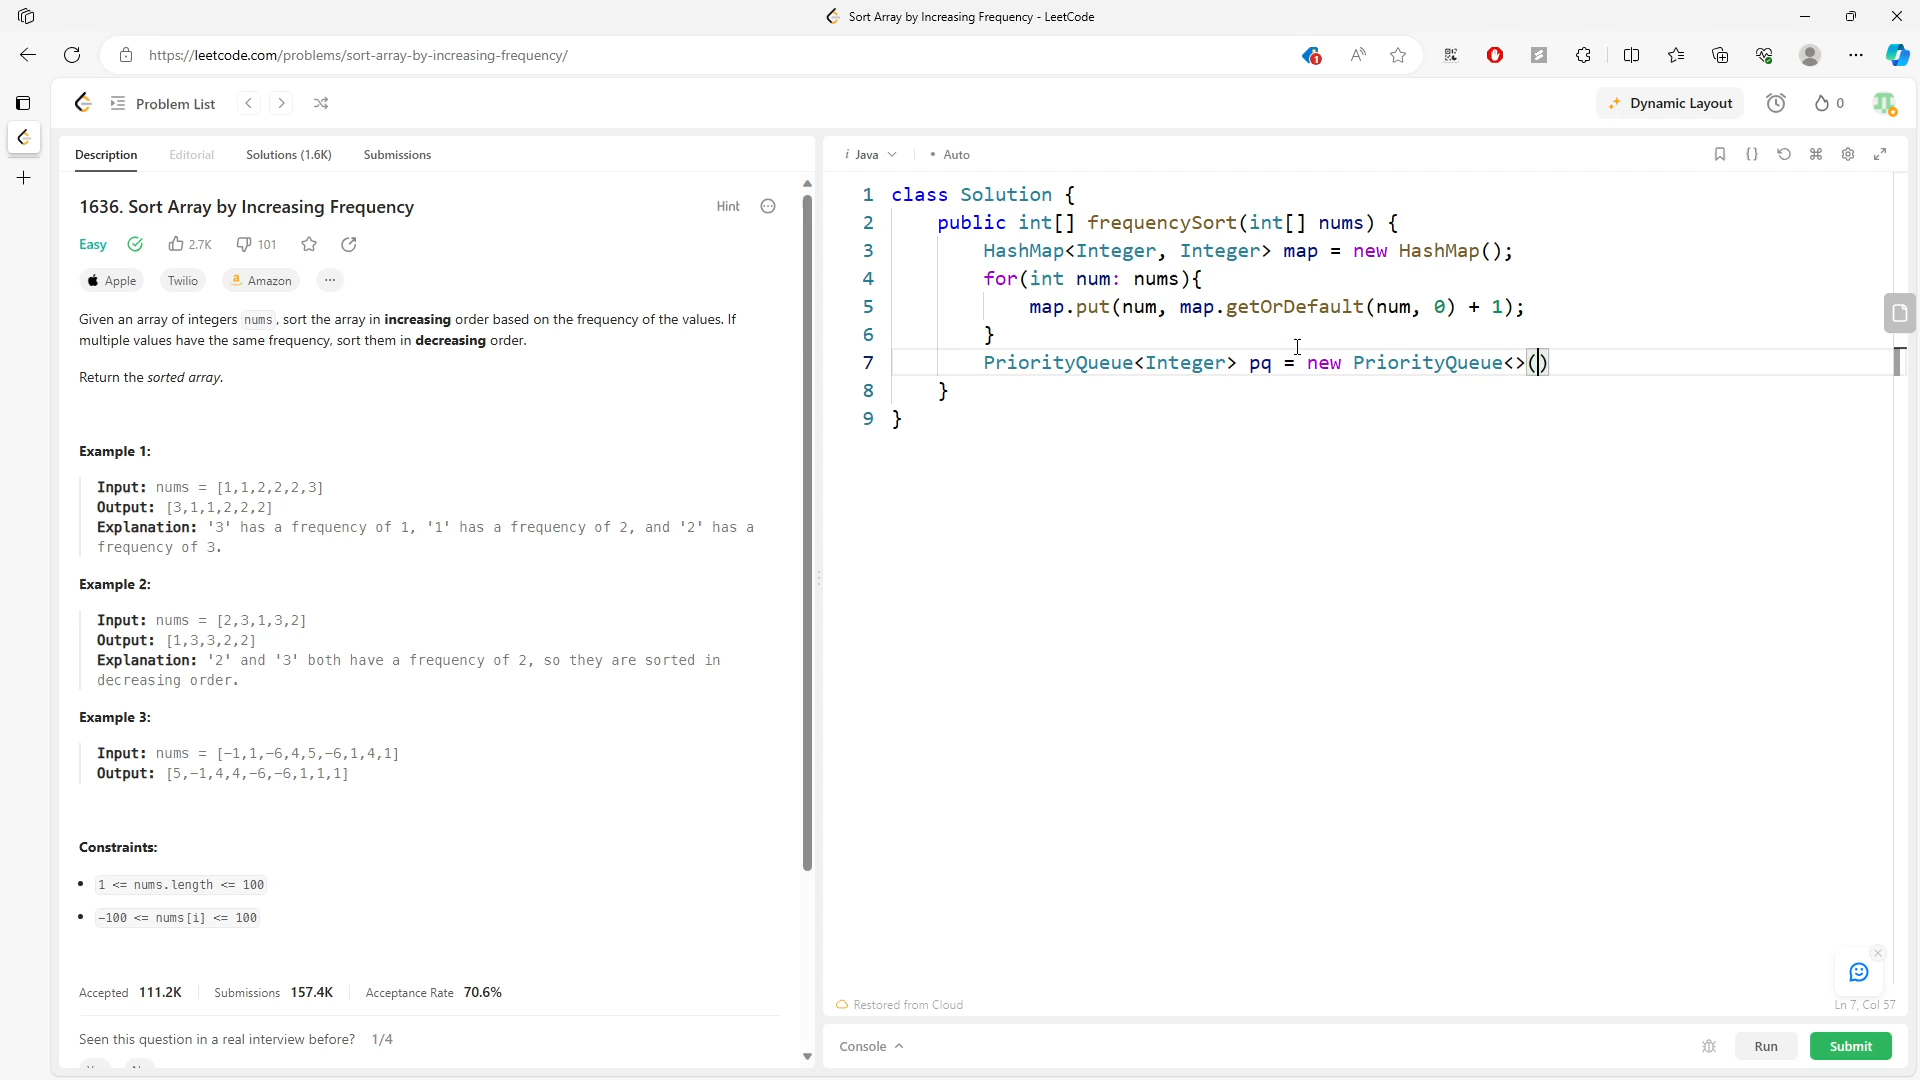 Sort Array by Increasing Frequency - LeetCode
https://leetcode.com/problems/sort-array-by-increasing-frequency/
1
Problem List
Dynamic Layout
0
Description
Editorial
Solutions (1.6K)
Submissions
1636. Sort Array by Increasing Frequency
Hint
Easy
2.7K
101
Apple
Twilio
Amazon
Given an array of integers nums, sort the array in increasing order based on the frequency of the values. If
multiple values have the same frequency, sort them in decreasing order.
Return the sorted array.
Example 1:
Input: nums = [1,1,2,2,2,3]
Output: [3,1,1,2,2,2]
Explanation: '3' has a frequency of 1, '1' has a frequency of 2, and '2' has a
frequency of 3.
Example 2:
Input: nums = [2,3,1,3,2]
Output: [1,3,3,2,2]
Explanation: '2' and '3' both have a frequency of 2, so they are sorted in
decreasing order.
Example 3:
Input: nums = [-1,1,-6,4,5,-6,1,4,1]
Output: [5,-1,4,4,-6,-6,1,1,1]
Constraints:
1 <= nums.length <= 100
-100 <= nums[i] <= 100
Accepted 111.2K
Submissions 157.4K
Acceptance Rate 70.6%
Seen this question in a real interview before? 1/4
i Java
• Auto
1 class Solution {
2 public int[] frequencySort(int[] nums) {
3 HashMap<Integer, Integer> map = new HashMap();
4 for(int num: nums){
5 map.put(num, map.getOrDefault(num, 0) + 1);
6 }
7 PriorityQueue<Integer> pq = new PriorityQueue<>()
8 }
9 }
Restored from Cloud
Ln 7, Col 57
Console
Run
Submit